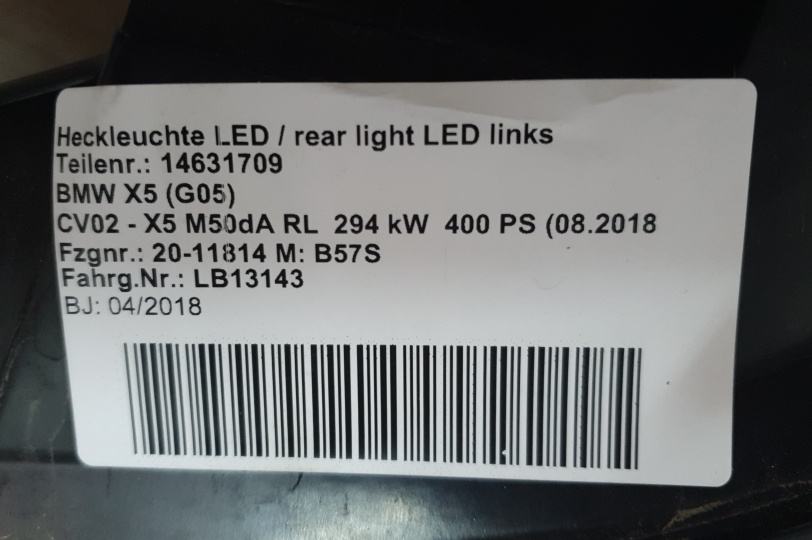 Heckleuchte LED / rear light LED links
Teilenr.: 14631709
BMW X5 (G05)
CV02 - X5 M50dA RL 294 kW 400 PS (08.2018
Fzgnr.: 20-11814 M: B57S
Fahrg.Nr.: LB13143
BJ: 04/2018